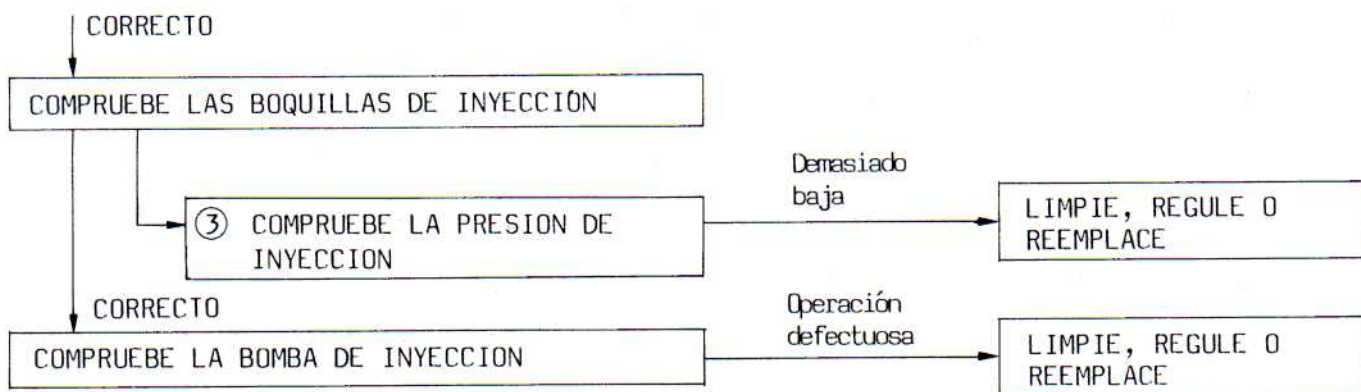 CORRECTO
COMPRUEBE LAS BOQUILLAS DE INYECCIÓN
Demasiado
baja
③ COMPRUEBE LA PRESION DE
INYECCION
LIMPIE, REGULE O
REEMPLACE
CORRECTO
Operación
defectuosa
COMPRUEBE LA BOMBA DE INYECCION
LIMPIE, REGULE O
REEMPLACE